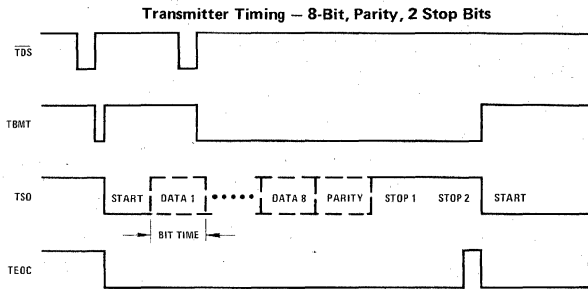 Transmitter Timing — 8-Bit, Parity, 2 Stop Bits
TDS
TBMT
TSO START DATA 1 ••••• DATA 8 PARITY STOP 1 STOP 2 START
BIT TIME
TEOC